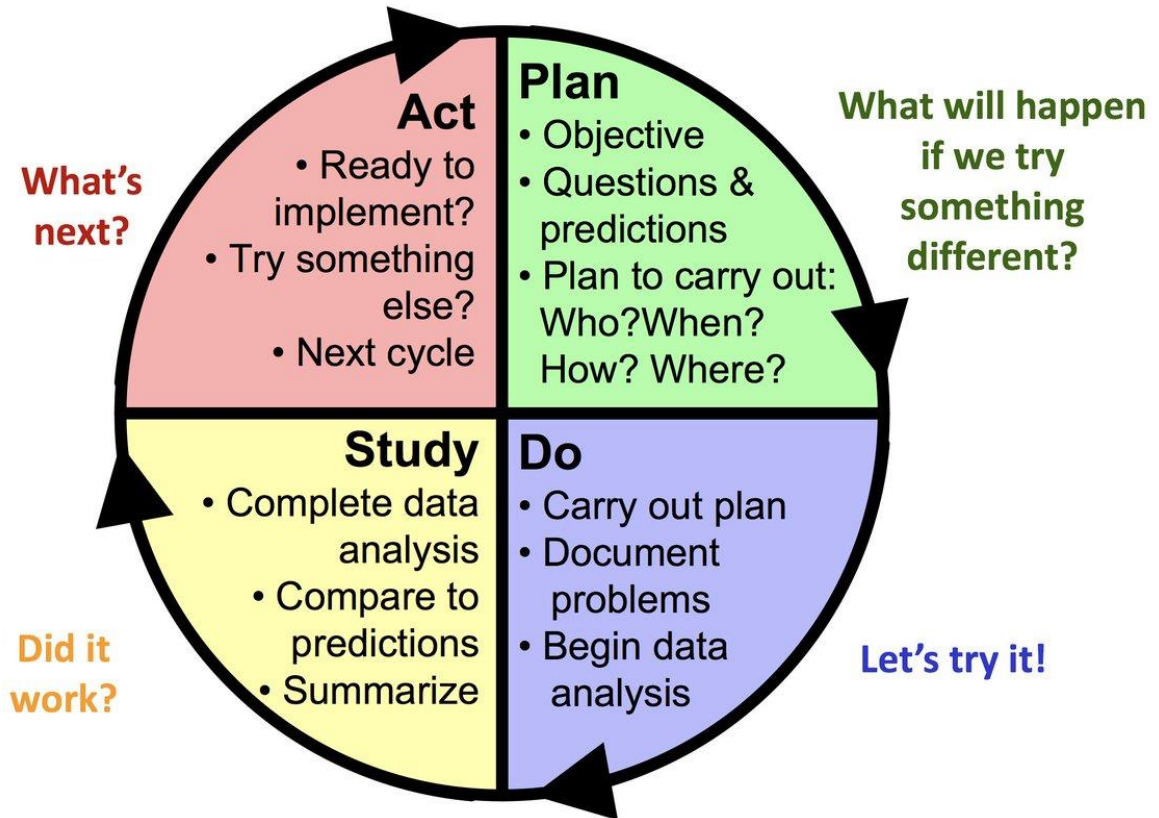 Plan
• Objective
• Questions &
predictions
• Plan to carry out:
Who?When?
How? Where?
What will happen
if we try
something
different?
Do
• Carry out plan
• Document
problems
• Begin data
analysis
Let's try it!
Study
• Complete data
analysis
• Compare to
predictions
• Summarize
Did it
work?
Act
• Ready to
implement?
• Try something
else?
• Next cycle
What's
next?